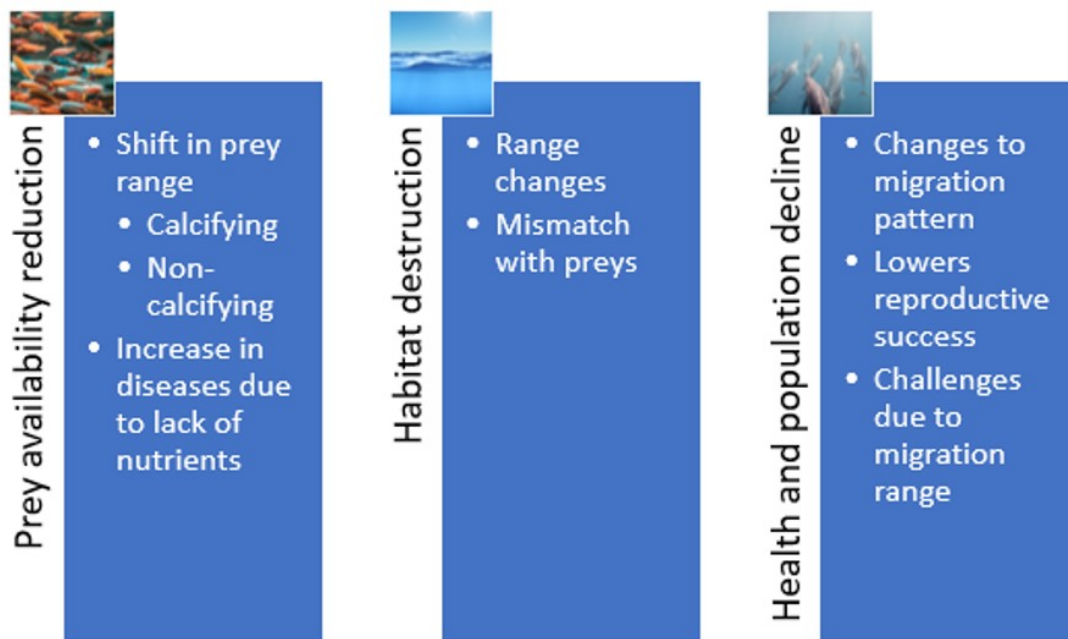 Prey availability reduction
• Shift in prey
range
• Calcifying
• Non-
calcifying
• Increase in
diseases due
to lack of
nutrients
Habitat destruction
• Range
changes
• Mismatch
with preys
Health and population decline
• Changes to
migration
pattern
• Lowers
reproductive
success
• Challenges
due to
migration
range